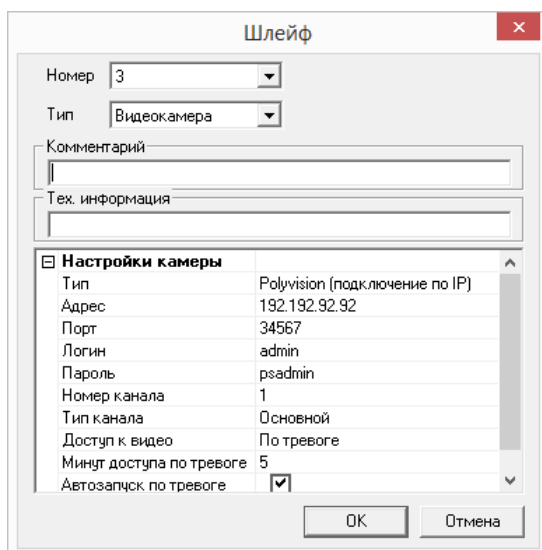 Шлейф
Номер 3
Тип Видеокамера
Комментарий
Тех. информация
Настройки камеры
Тип Polyvision (подключение по IP)
Адрес 192.192.92.92
Порт 34567
Логин admin
Пароль psadmin
Номер канала 1
Тип канала Основной
Доступ к видео По тревоге
Минут доступа по тревоге 5
Автозапуск по тревоге
OK Отмена